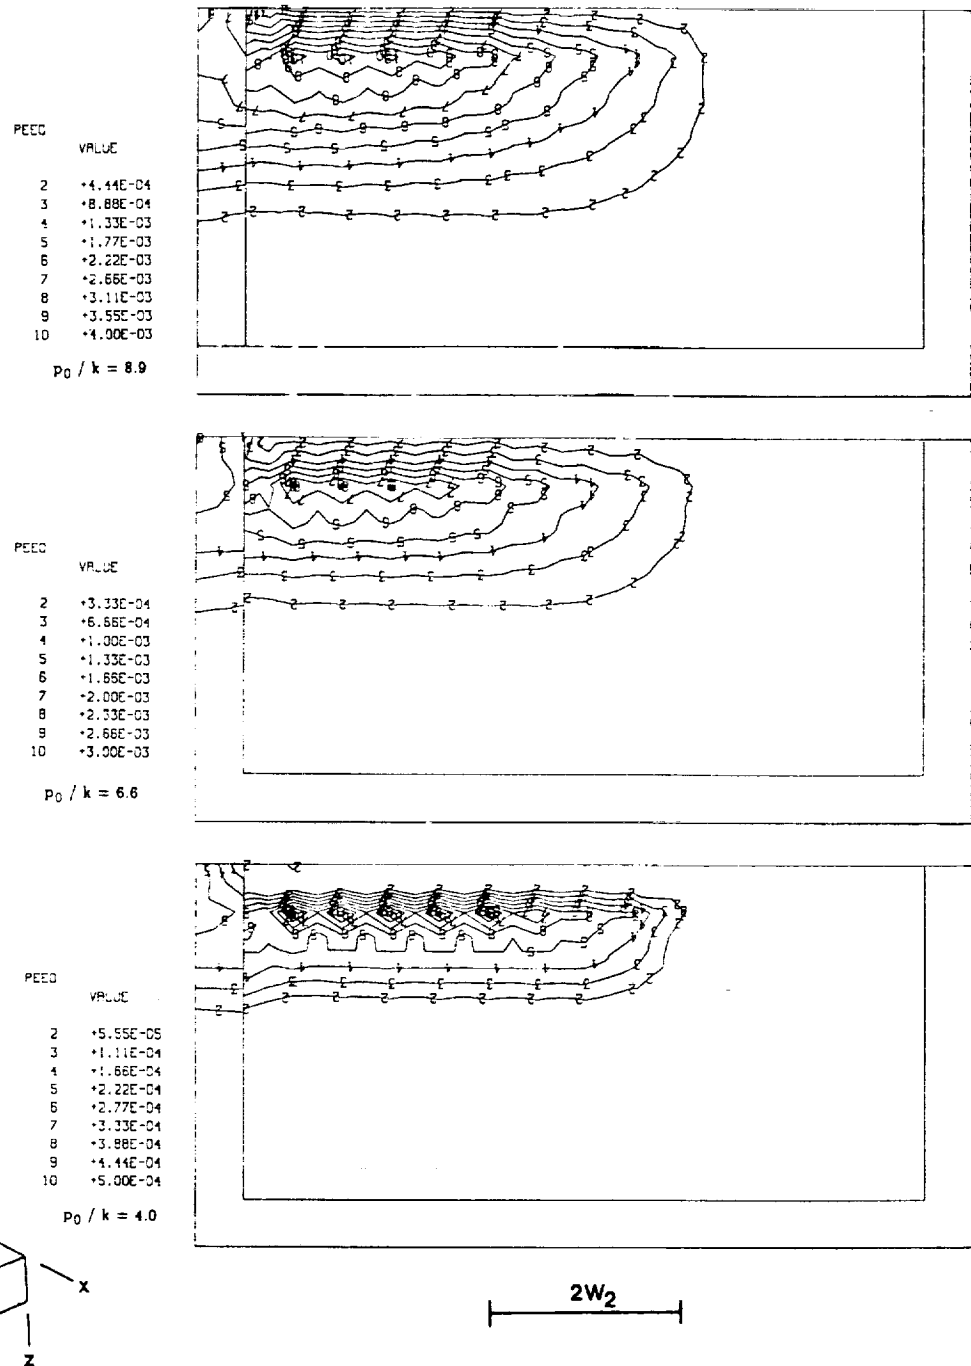 PEEQ
VALUE
2 +4.44E-04
3 +8.88E-04
4 +1.33E-03
5 +1.77E-03
6 +2.22E-03
7 +2.66E-03
8 +3.11E-03
9 +3.55E-03
10 +4.00E-03
p₀ / k = 8.9
PEEQ
VALUE
2 +3.33E-04
3 +6.66E-04
4 +1.00E-03
5 +1.33E-03
6 +1.66E-03
7 +2.00E-03
8 +2.33E-03
9 +2.66E-03
10 +3.00E-03
p₀ / k = 6.6
PEEQ
VALUE
2 +5.55E-05
3 +1.11E-04
4 +1.66E-04
5 +2.22E-04
6 +2.77E-04
7 +3.33E-04
8 +3.88E-04
9 +4.44E-04
10 +5.00E-04
p₀ / k = 4.0
X
Z
2W₂